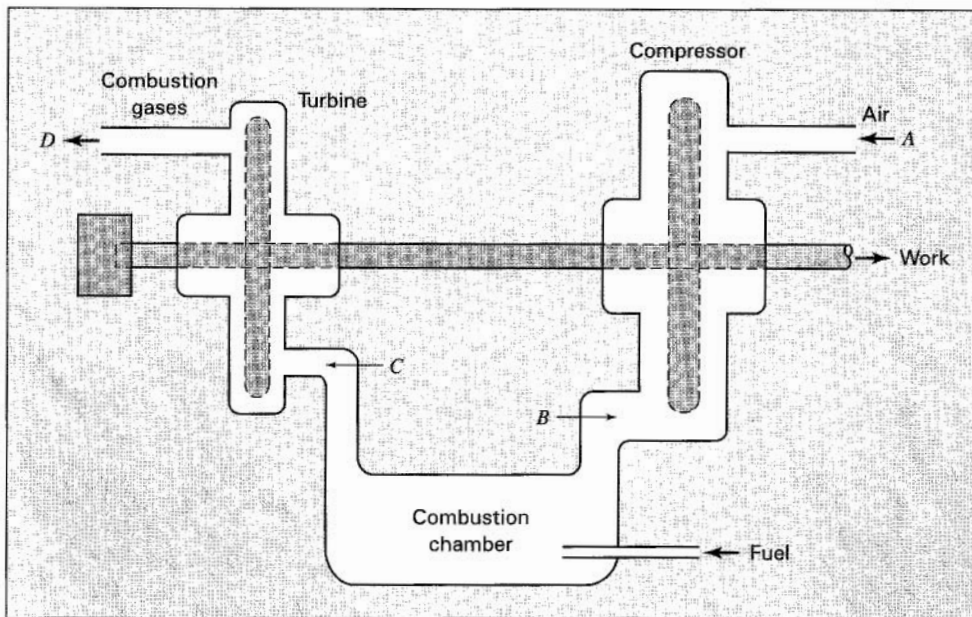 Compressor
Combustion
gases
Turbine
Air
D
A
Work
C
B
Combustion
chamber
Fuel